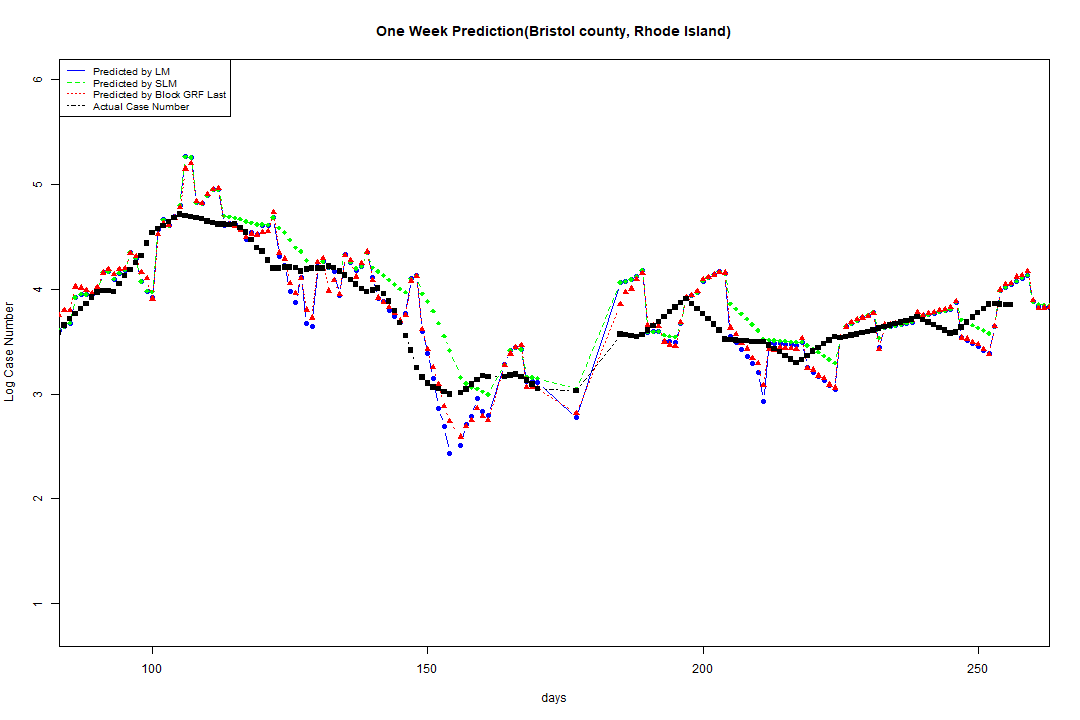 One Week Prediction(Bristol county, Rhode Island)
Predicted by LM
Predicted by SLM
Predicted by Block GRF Last
Actual Case Number
6
5
4
3
2
1
Log Case Number
100
150
200
250
days